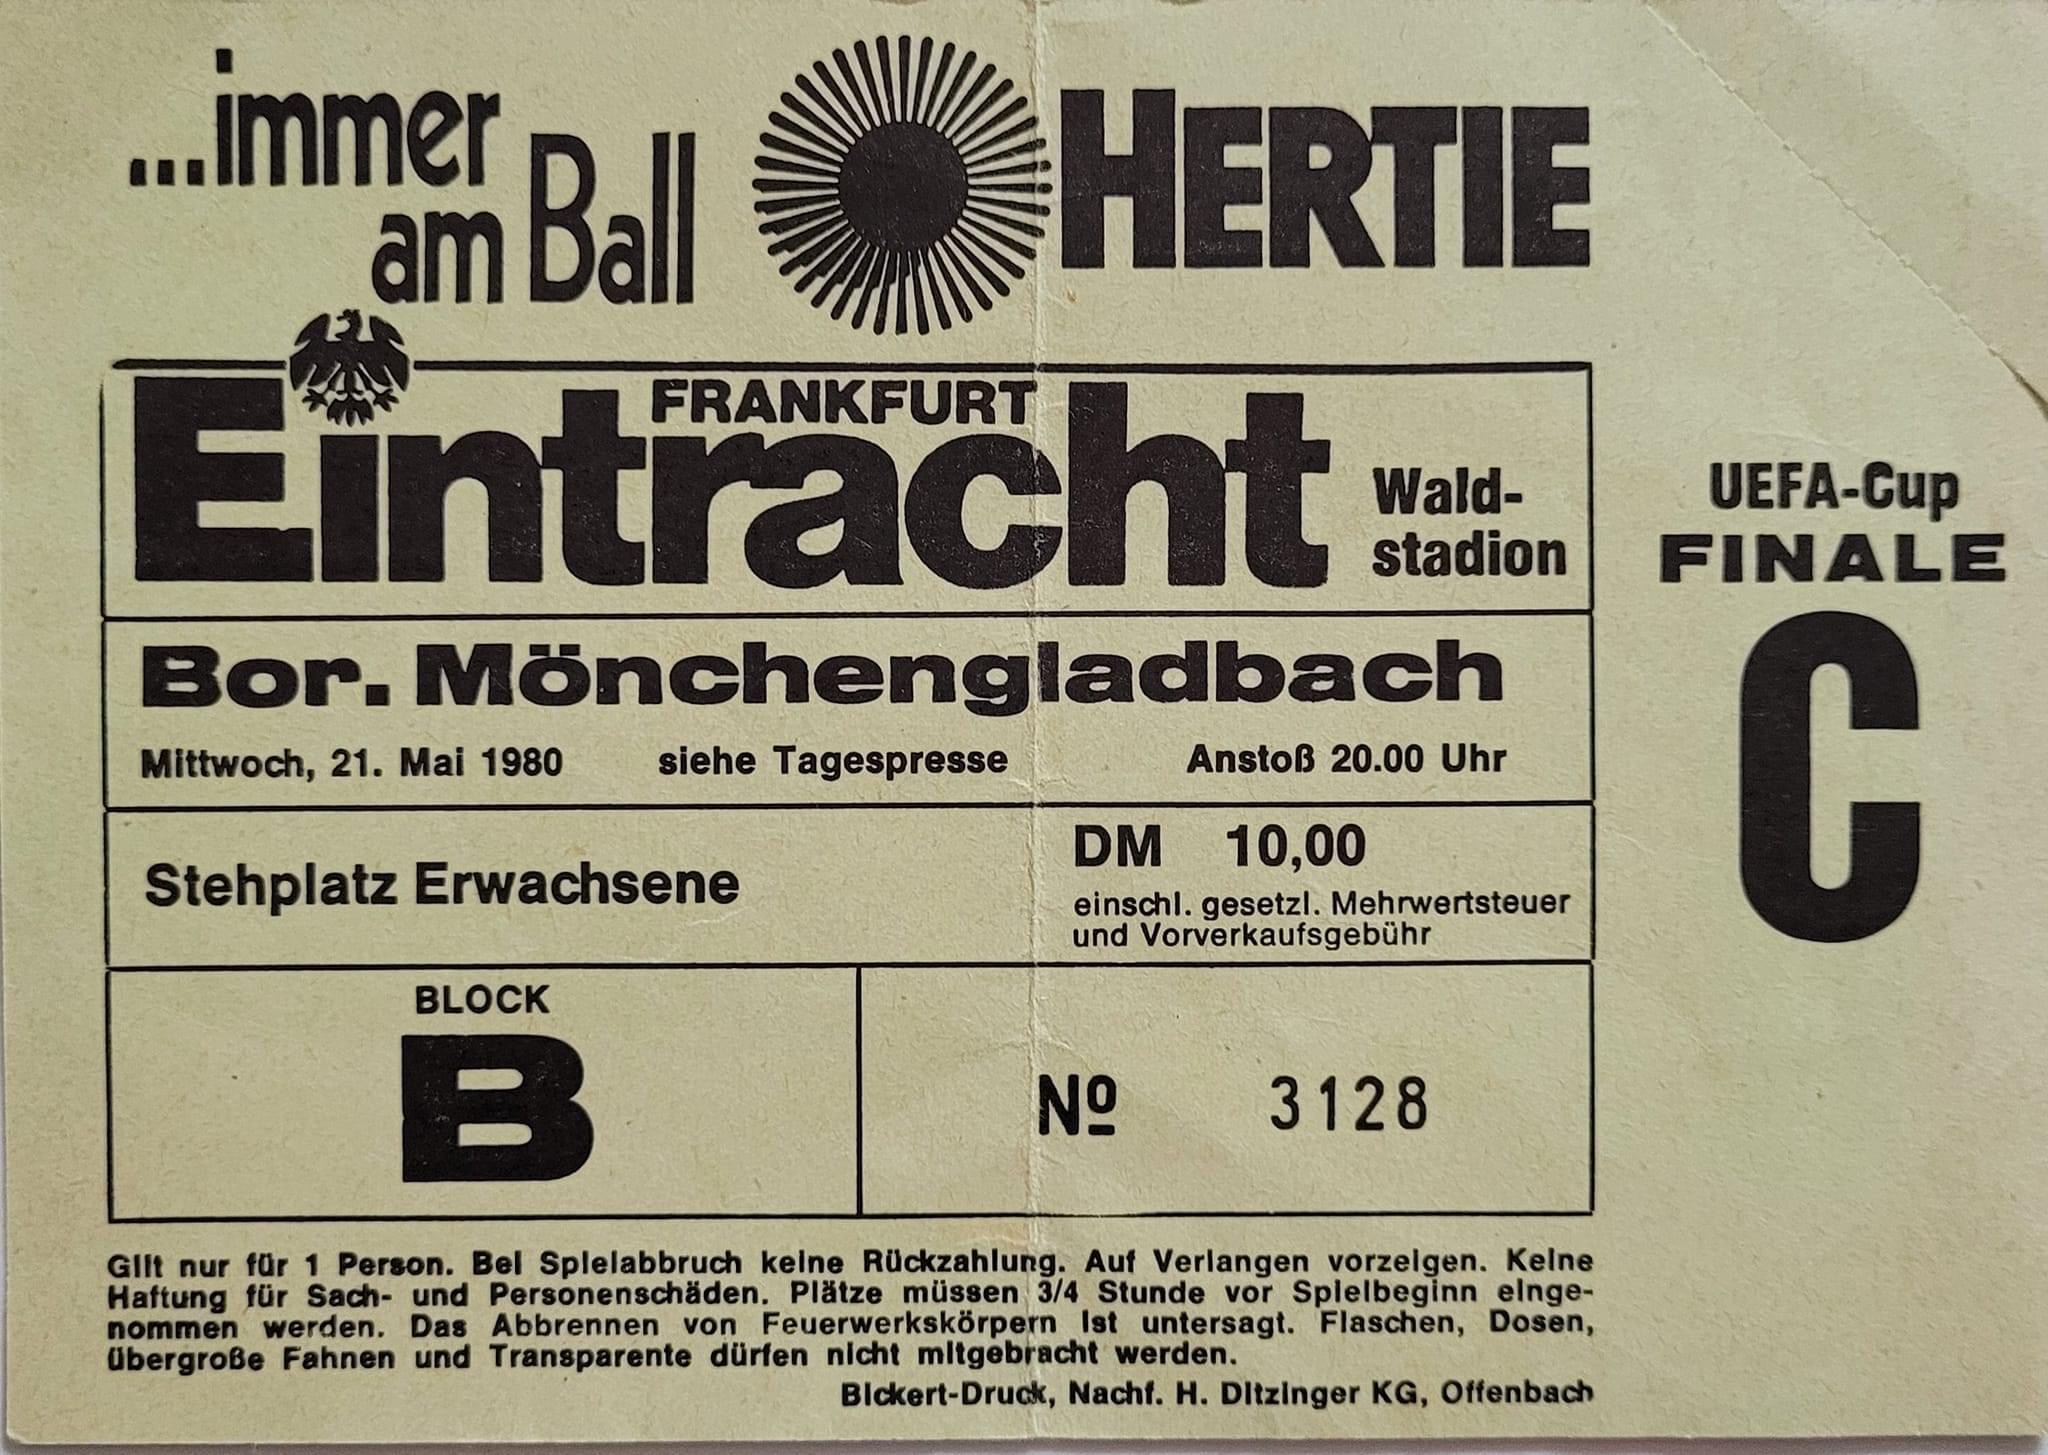 ...immer
am Ball
HERTIE
FRANKFURT
Eintracht
Wald-
stadion
Bor. Mönchengladbach
Mittwoch, 21. Mai 1980 siehe Tagespresse Anstoß 20.00 Uhr
Stehplatz Erwachsene
DM 10,00
einschl. gesetzl. Mehrwertsteuer
und Vorverkaufsgebühr
BLOCK
B
Nº 3128
UEFA-Cup
FINALE
C
Gilt nur für 1 Person. Bei Spielabbruch keine Rückzahlung. Auf Verlangen vorzeigen. Keine
Haftung für Sach- und Personenschäden. Plätze müssen 3/4 Stunde vor Spielbeginn einge-
nommen werden. Das Abbrennen von Feuerwerkskörpern ist untersagt. Flaschen, Dosen,
übergroße Fahnen und Transparente dürfen nicht mitgebracht werden.
Bickert-Druck, Nachf. H. Ditzinger KG, Offenbach